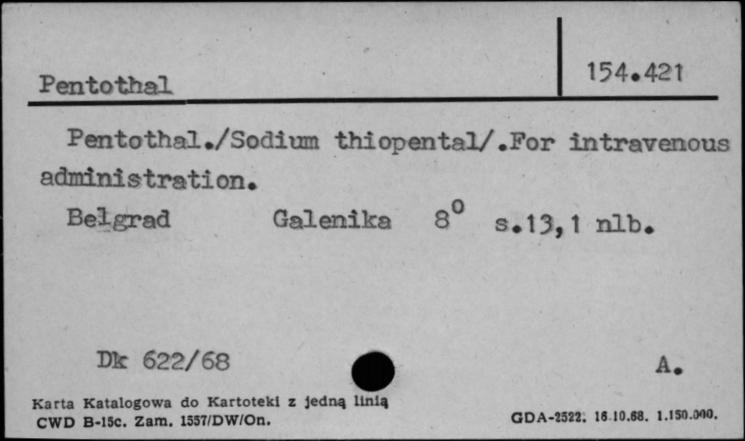 154.421
Pentothal
Pentothal./Sodium thiopental/.For intravenous
administration.
Belgrad Galenika 8° s.13,1 nlb.
Dk 622/68 A.
Karta Katalogowa do Kartoteki z jedną linią
CWD B-15c. Zam. 1557/DW/On. GDA-2522. 16.10.68. 1.150.000.